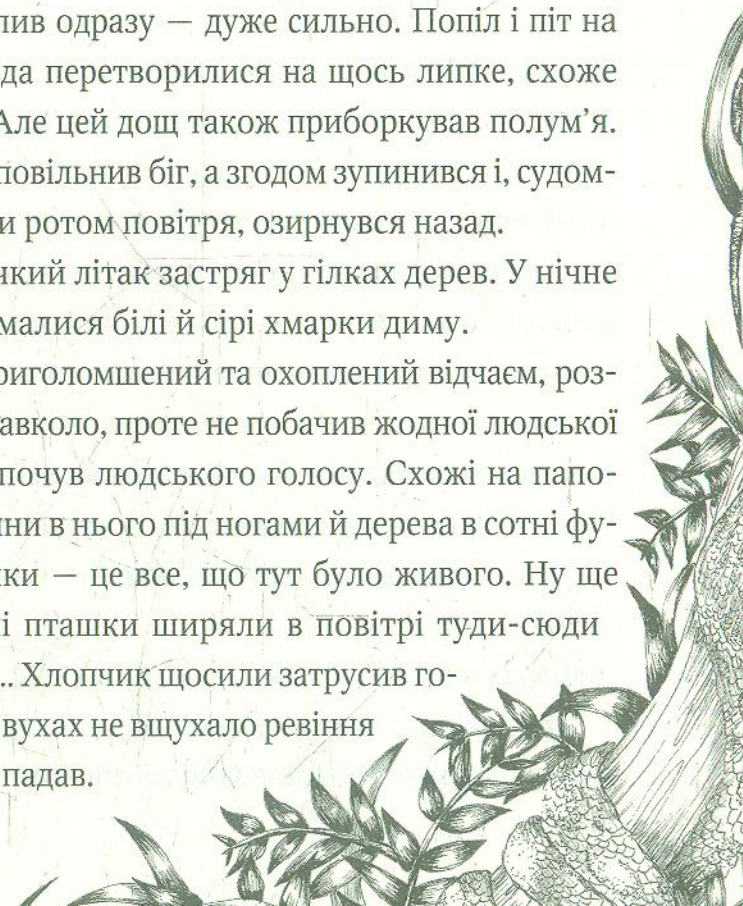 лив одразу — дуже сильно. Попіл і піт на
да перетворилися на щось липке, схоже
Але цей дощ також приборкував полум’я.
повільнив біг, а згодом зупинився і, судом-
и ротом повітря, озирнувся назад.
чкий літак застряг у гілках дерев. У нічне
малися білі й сірі хмарки диму.
риголомшений та охоплений відчаєм, роз-
авколо, проте не побачив жодної людської
почув людського голосу. Схожі на папо-
ини в нього під ногами й дерева в сотні фу-
ки — це все, що тут було живого. Ну ще
і пташки ширяли в повітрі туди-сюди
.. Хлопчик щосили затрусив го-
вухах не вщухало ревіння
падав.